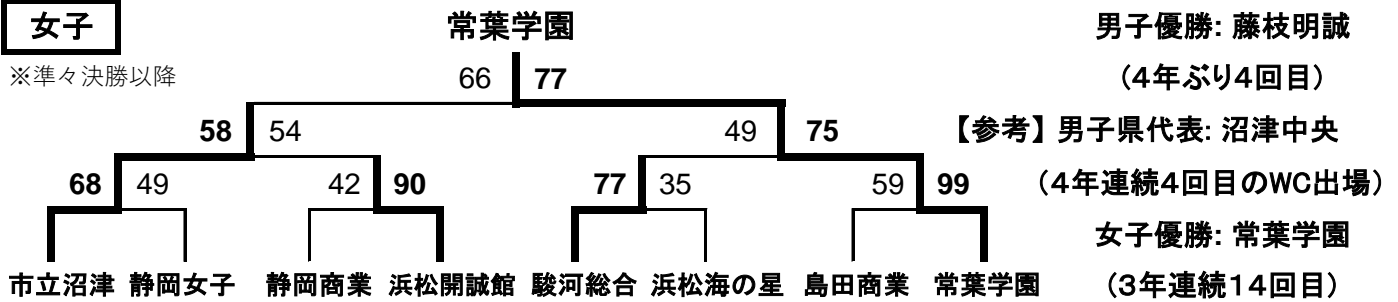 女子
常葉学園
男子優勝: 藤枝明誠
※準々決勝以降
66 77
(4年ぶり4回目)
58 54
49 75
【参考】男子県代表: 沼津中央
68 49
42 90
77 35
59 99
(4年連続4回目のWC出場)
女子優勝: 常葉学園
市立沼津 静岡女子 静岡商業 浜松開誠館 駿河総合 浜松海の星 島田商業 常葉学園
(3年連続14回目)